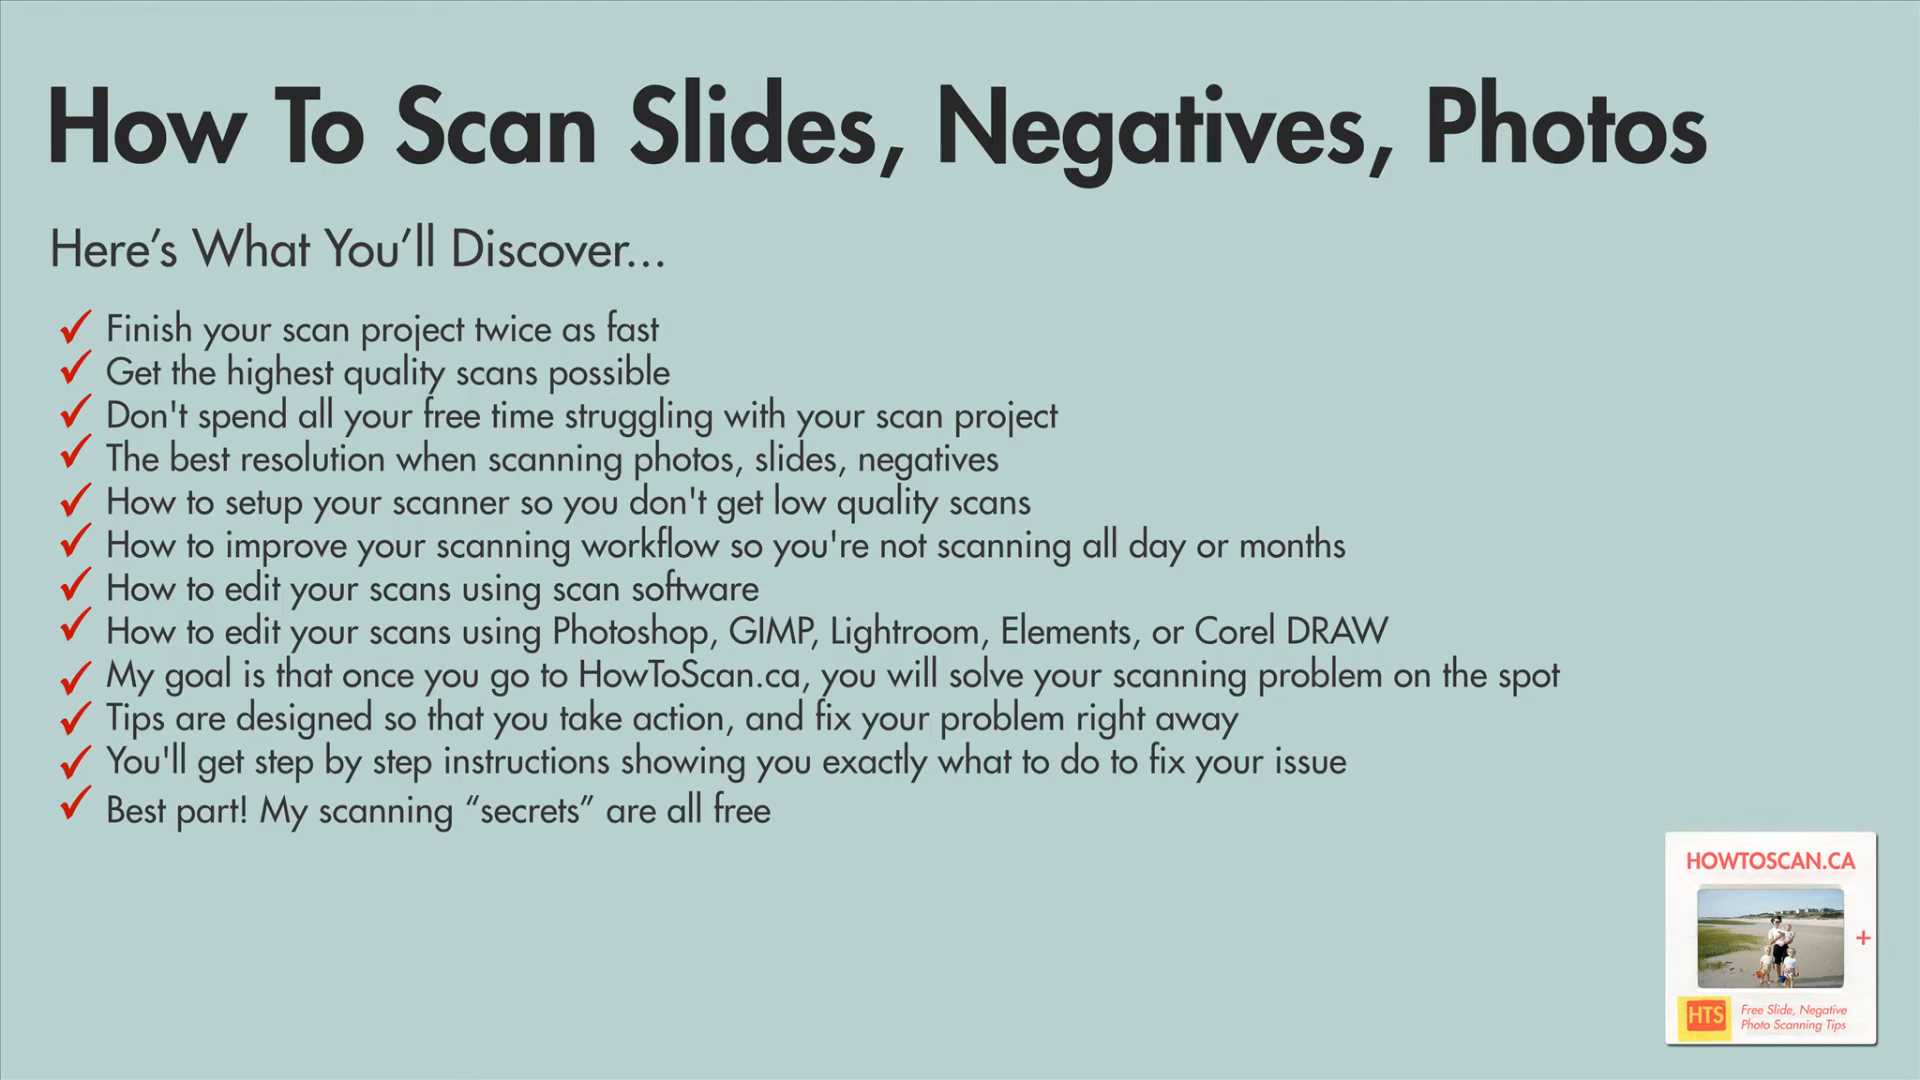 How To Scan Slides, Negatives, Photos
Here’s What You’ll Discover...
Finish your scan project twice as fast
Get the highest quality scans possible
Don't spend all your free time struggling with your scan project
The best resolution when scanning photos, slides, negatives
How to setup your scanner so you don't get low quality scans
How to improve your scanning workflow so you're not scanning all day or months
How to edit your scans using scan software
How to edit your scans using Photoshop, GIMP, Lightroom, Elements, or Corel DRAW
My goal is that once you go to HowToScan.ca, you will solve your scanning problem on the spot
Tips are designed so that you take action, and fix your problem right away
You'll get step by step instructions showing you exactly what to do to fix your issue
Best part! My scanning “secrets” are all free
HOWTOSCAN.CA
+
HTS
Free Slide, Negative
Photo Scanning Tips